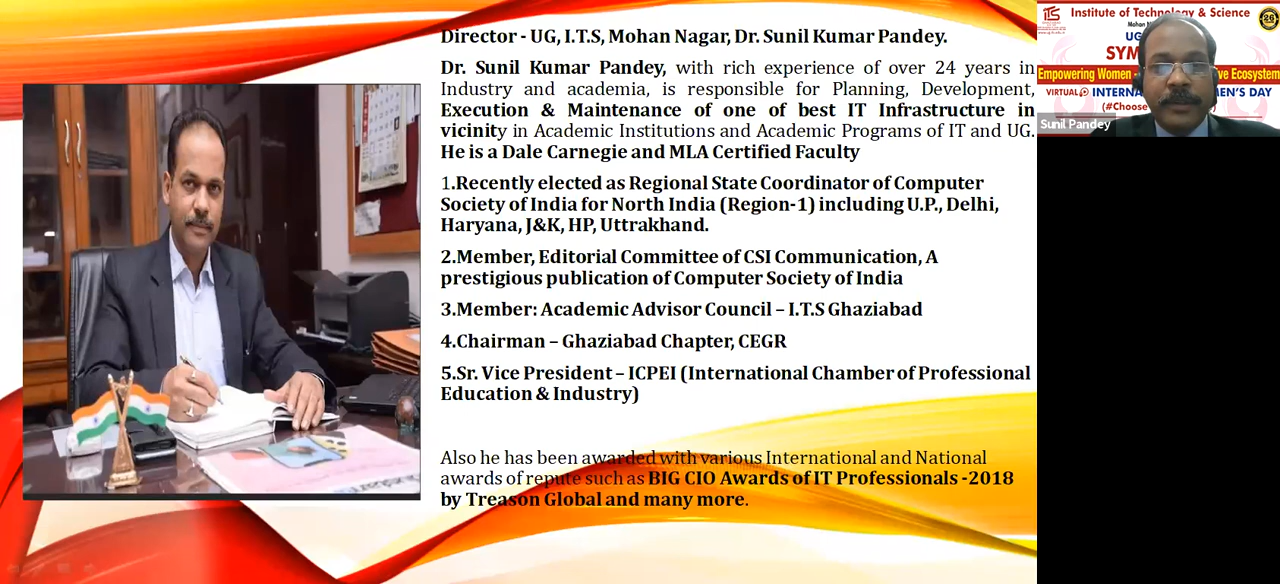 Director - UG, I.T.S, Mohan Nagar, Dr. Sunil Kumar Pandey.
Dr. Sunil Kumar Pandey, with rich experience of over 24 years in
Industry and academia, is responsible for Planning, Development,
Execution & Maintenance of one of best IT Infrastructure in
vicinity in Academic Institutions and Academic Programs of IT and UG.
He is a Dale Carnegie and MLA Certified Faculty
1.Recently elected as Regional State Coordinator of Computer
Society of India for North India (Region-1) including U.P., Delhi,
Haryana, J&K, HP, Uttrakhand.
2.Member, Editorial Committee of CSI Communication, A
prestigious publication of Computer Society of India
3.Member: Academic Advisor Council – I.T.S Ghaziabad
4.Chairman – Ghaziabad Chapter, CEGR
5.Sr. Vice President – ICPEI (International Chamber of Professional
Education & Industry)
Also he has been awarded with various International and National
awards of repute such as BIG CIO Awards of IT Professionals -2018
by Treason Global and many more.
ITS
Institute of Technology & Science
26
Mohan
UG
SYM
Empowering Women - ve Ecosystem
VIRTUAL INTERNA EN'S DAY
(#Choose
Sunil Pandey